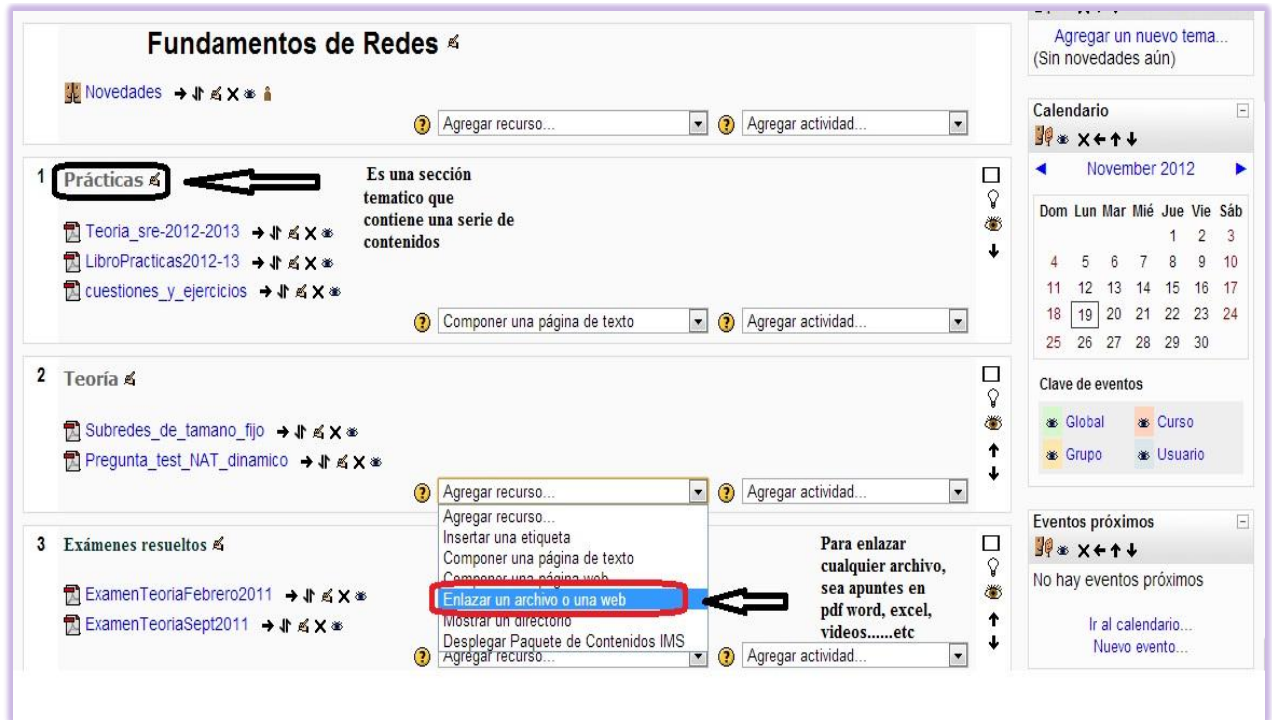 Fundamentos de Redes
Novedades
Agregar recurso...
Agregar actividad...
1 Prácticas
Es una sección
tematico que
contiene una serie de
contenidos
Teoria_sre-2012-2013
LibroPracticas2012-13
cuestiones_y_ejercicios
Componer una página de texto
Agregar actividad...
2 Teoría
Subredes_de_tamano_fijo
Pregunta_test_NAT_dinamico
Agregar recurso...
Agregar actividad...
Agregar recurso...
Insertar una etiqueta
Componer una página de texto
Componer una página web
Enlazar un archivo o una web
Mostrar un directorio
Desplegar Paquete de Contenidos IMS
3 Exámenes resueltos
ExamenTeoriaFebrero2011
ExamenTeoriaSept2011
Para enlazar
cualquier archivo,
sea apuntes en
pdf word, excel,
videos......etc
Agregar recurso...
Agregar actividad...
Agregar un nuevo tema...
(Sin novedades aún)
Calendario
November 2012
Dom Lun Mar Mié Jue Vie Sáb
1 2 3
4 5 6 7 8 9 10
11 12 13 14 15 16 17
18 19 20 21 22 23 24
25 26 27 28 29 30
Clave de eventos
Global Curso
Grupo Usuario
Eventos próximos
No hay eventos próximos
Ir al calendario...
Nuevo evento...